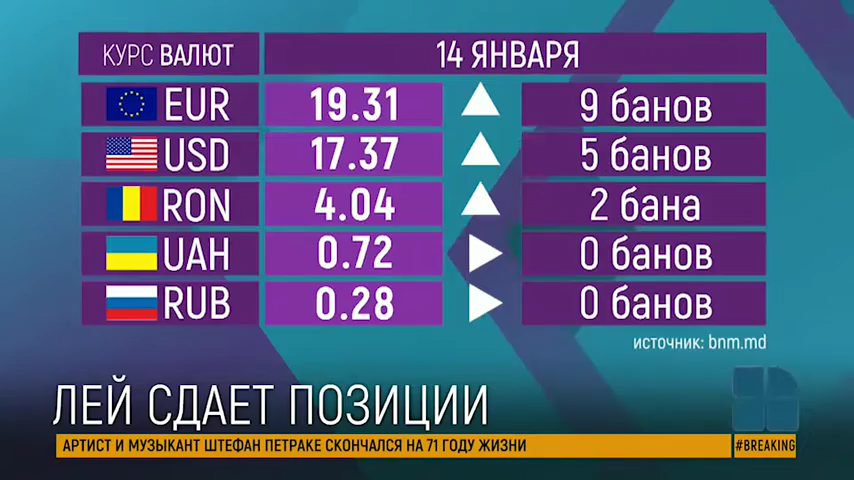 КУРС ВАЛЮТ 14 ЯНВАРЯ
EUR 19.31 9 банов
USD 17.37 5 банов
RON 4.04 2 бана
UAH 0.72 0 банов
RUB 0.28 0 банов
источник: bnm.md
ЛЕЙ СДАЕТ ПОЗИЦИИ
АРТИСТ И МУЗЫКАНТ ШТЕФАН ПЕТРАКЕ СКОНЧАЛСЯ НА 71 ГОДУ ЖИЗНИ
#BREAKING